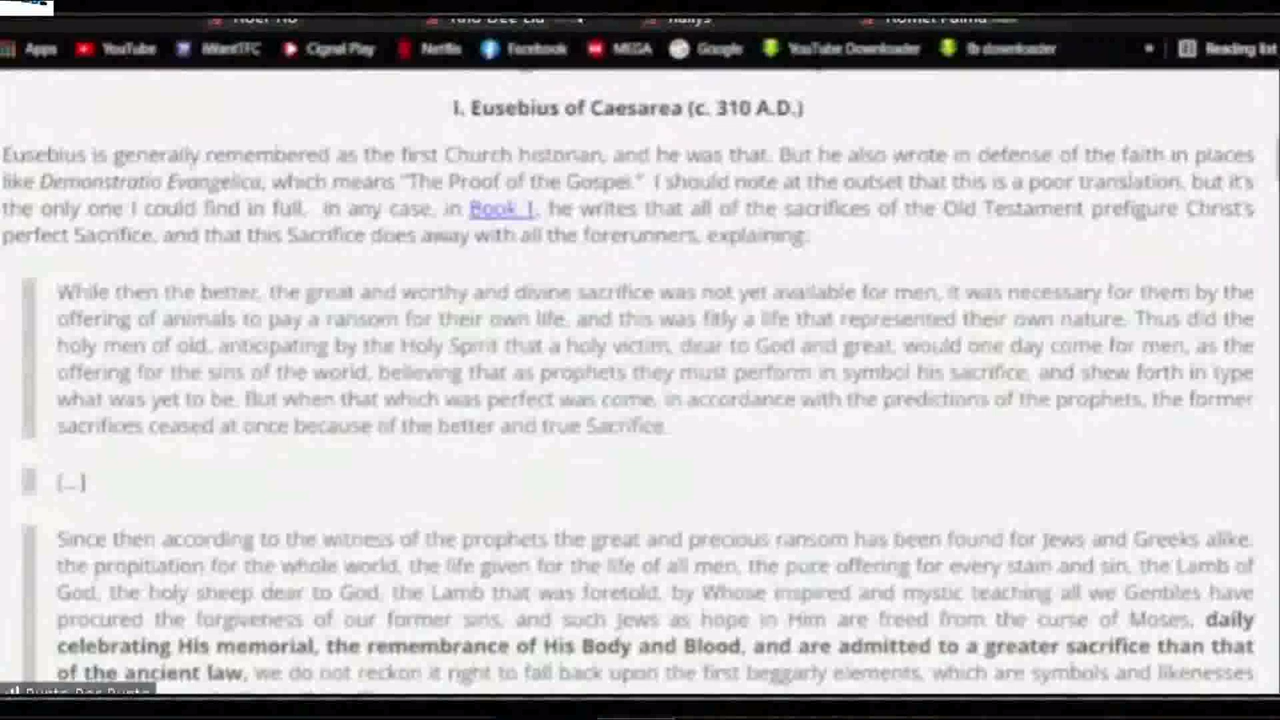 Apps YouTube iWantTFC Cignal Play Netflix Facebook MEGA Google YouTube Downloader fb downloader Reading list
I. Eusebius of Caesarea (c. 310 A.D.)
Eusebius is generally remembered as the first Church historian, and he was that. But he also wrote in defense of the faith in places
like Demonstratio Evangelica, which means "The Proof of the Gospel." I should note at the outset that this is a poor translation, but it's
the only one I could find in full. In any case, in Book 1, he writes that all of the sacrifices of the Old Testament prefigure Christ's
perfect Sacrifice, and that this Sacrifice does away with all the forerunners, explaining:
While then the better, the great and worthy and divine sacrifice was not yet available for men, it was necessary for them by the
offering of animals to pay a ransom for their own life, and this was fitly a life that represented their own nature. Thus did the
holy men of old, anticipating by the Holy Spirit that a holy victim, dear to God and great, would one day come for men, as the
offering for the sins of the world, believing that as prophets they must perform in symbol his sacrifice, and shew forth in type
what was yet to be. But when that which was perfect was come, in accordance with the predictions of the prophets, the former
sacrifices ceased at once because of the better and true Sacrifice.
[...]
Since then according to the witness of the prophets the great and precious ransom has been found for Jews and Greeks alike,
the propitiation for the whole world, the life given for the life of all men, the pure offering for every stain and sin, the Lamb of
God, the holy sheep dear to God, the Lamb that was foretold, by Whose inspired and mystic teaching all we Gentiles have
procured the forgiveness of our former sins, and such Jews as hope in Him are freed from the curse of Moses, daily
celebrating His memorial, the remembrance of His Body and Blood, and are admitted to a greater sacrifice than that
of the ancient law, we do not reckon it right to fall back upon the first beggarly elements, which are symbols and likenesses